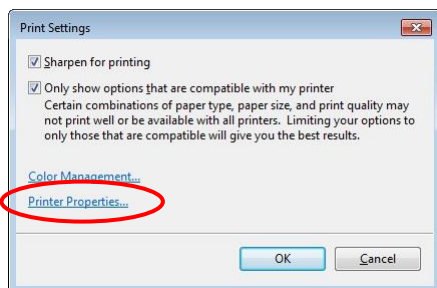 Print Settings
Sharpen for printing
Only show options that are compatible with my printer
Certain combinations of paper type, paper size, and print quality may
not print well or be available with all printers. Limiting your options to
only those that are compatible will give you the best results.
Color Management...
Printer Properties...
OK Cancel